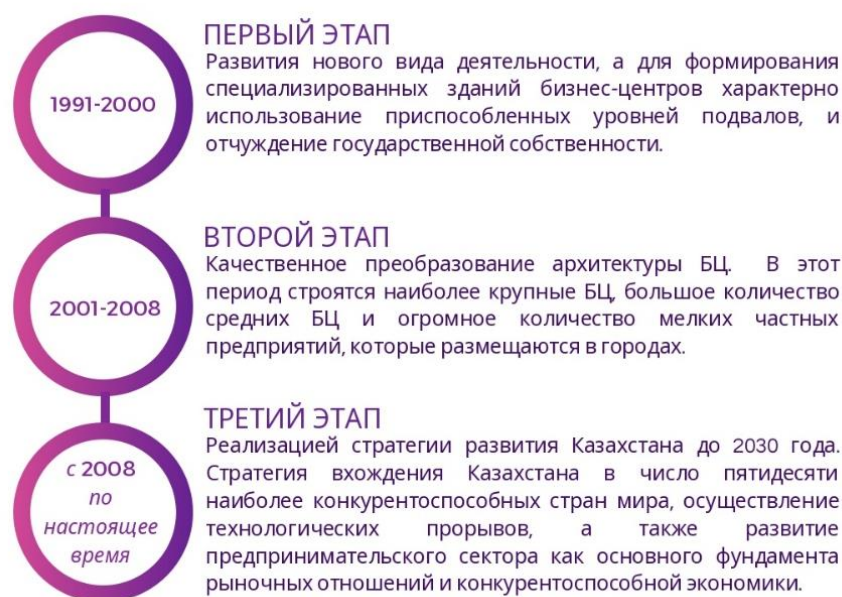 1991-2000
ПЕРВЫЙ ЭТАП
Развития нового вида деятельности, а для формирования
специализированных зданий бизнес-центров характерно
использование приспособленных уровней подвалов, и
отчуждение государственной собственности.
2001-2008
ВТОРОЙ ЭТАП
Качественное преобразование архитектуры БЦ. В этот
период строятся наиболее крупные БЦ, большое количество
средних БЦ и огромное количество мелких частных
предприятий, которые размещаются в городах.
с 2008
по
настоящее
время
ТРЕТИЙ ЭТАП
Реализацией стратегии развития Казахстана до 2030 года.
Стратегия вхождения Казахстана в число пятидесяти
наиболее конкурентоспособных стран мира, осуществление
технологических прорывов, а также развитие
предпринимательского сектора как основного фундамента
рыночных отношений и конкурентоспособной экономики.